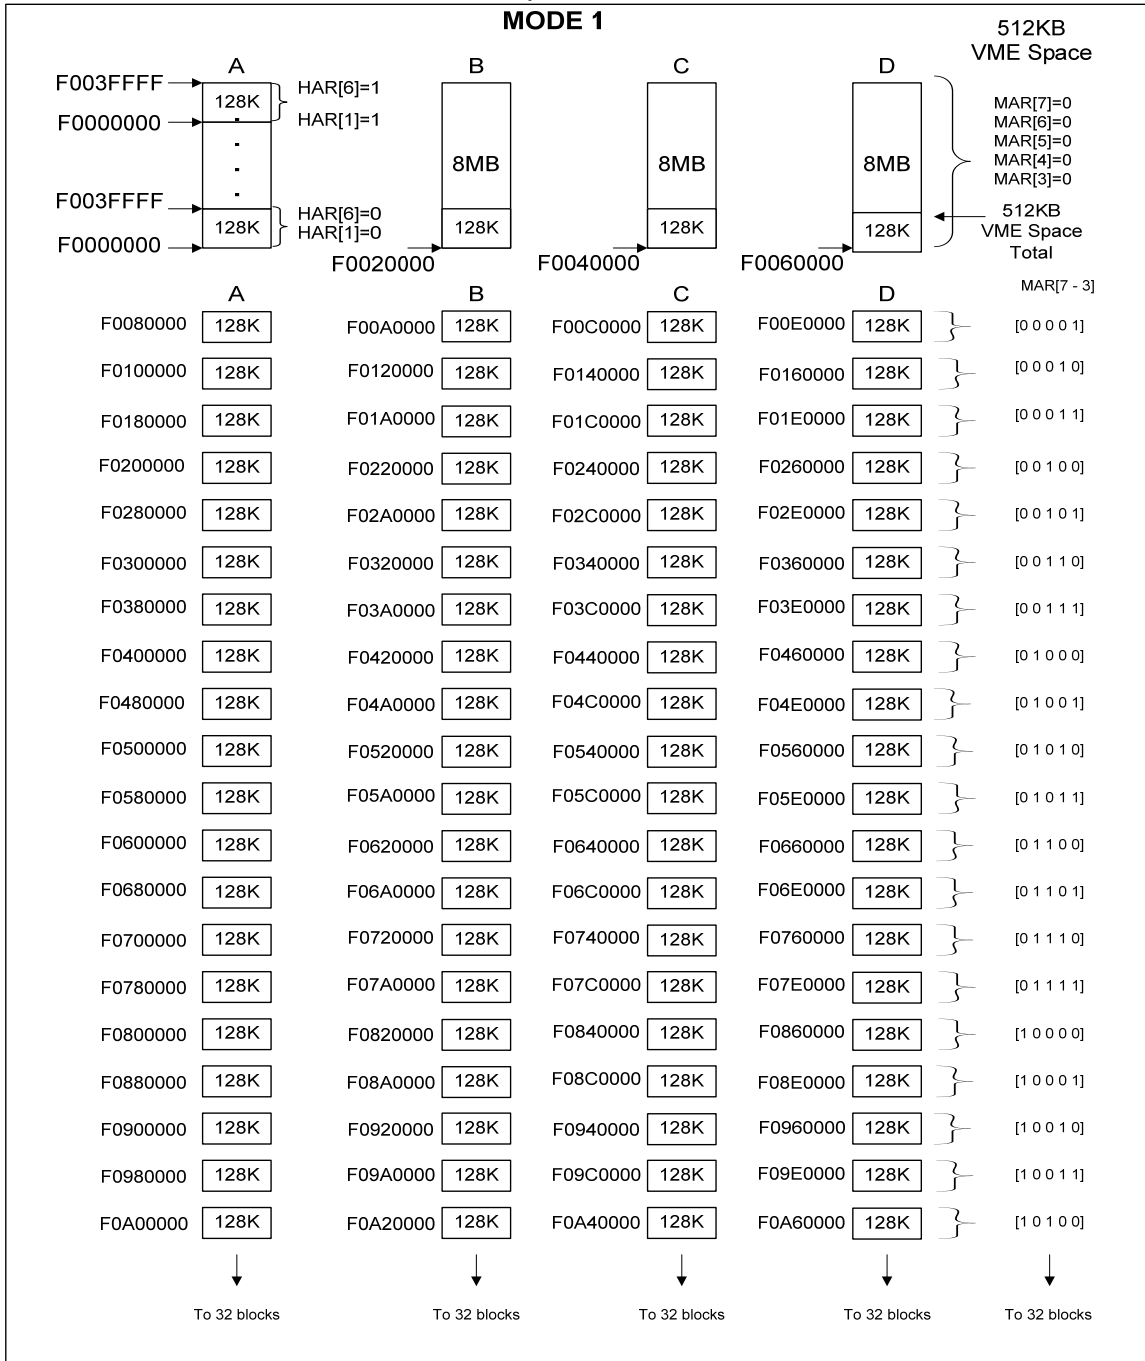 MODE 1
512KB
VME Space
A B C D
F003FFFF
128K
HAR[6]=1
HAR[1]=1
F0000000
MAR[7]=0
MAR[6]=0
MAR[5]=0
MAR[4]=0
MAR[3]=0
8MB 8MB 8MB
F003FFFF
128K
HAR[6]=0
HAR[1]=0
F0000000
128K 128K 128K
512KB
VME Space
Total
F0020000 F0040000 F0060000
MAR[7 - 3]
A B C D
F0080000 128K F00A0000 128K F00C0000 128K F00E0000 128K [0 0 0 0 1]
F0100000 128K F0120000 128K F0140000 128K F0160000 128K [0 0 0 1 0]
F0180000 128K F01A0000 128K F01C0000 128K F01E0000 128K [0 0 0 1 1]
F0200000 128K F0220000 128K F0240000 128K F0260000 128K [0 0 1 0 0]
F0280000 128K F02A0000 128K F02C0000 128K F02E0000 128K [0 0 1 0 1]
F0300000 128K F0320000 128K F0340000 128K F0360000 128K [0 0 1 1 0]
F0380000 128K F03A0000 128K F03C0000 128K F03E0000 128K [0 0 1 1 1]
F0400000 128K F0420000 128K F0440000 128K F0460000 128K [0 1 0 0 0]
F0480000 128K F04A0000 128K F04C0000 128K F04E0000 128K [0 1 0 0 1]
F0500000 128K F0520000 128K F0540000 128K F0560000 128K [0 1 0 1 0]
F0580000 128K F05A0000 128K F05C0000 128K F05E0000 128K [0 1 0 1 1]
F0600000 128K F0620000 128K F0640000 128K F0660000 128K [0 1 1 0 0]
F0680000 128K F06A0000 128K F06C0000 128K F06E0000 128K [0 1 1 0 1]
F0700000 128K F0720000 128K F0740000 128K F0760000 128K [0 1 1 1 0]
F0780000 128K F07A0000 128K F07C0000 128K F07E0000 128K [0 1 1 1 1]
F0800000 128K F0820000 128K F0840000 128K F0860000 128K [1 0 0 0 0]
F0880000 128K F08A0000 128K F08C0000 128K F08E0000 128K [1 0 0 0 1]
F0900000 128K F0920000 128K F0940000 128K F0960000 128K [1 0 0 1 0]
F0980000 128K F09A0000 128K F09C0000 128K F09E0000 128K [1 0 0 1 1]
F0A00000 128K F0A20000 128K F0A40000 128K F0A60000 128K [1 0 1 0 0]
To 32 blocks To 32 blocks To 32 blocks To 32 blocks To 32 blocks